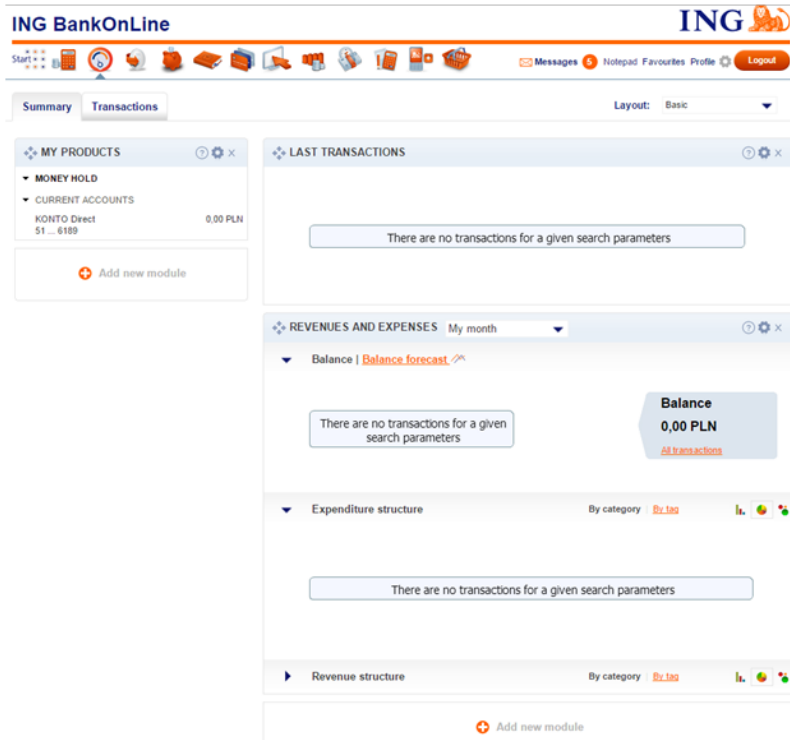 ING BankOnLine
ING
Start
Messages 5 Notepad Favourites Profile Logout
Summary Transactions
Layout: Basic
MY PRODUCTS
MONEY HOLD
CURRENT ACCOUNTS
KONTO Direct 0,00 PLN
51 ... 6189
Add new module
LAST TRANSACTIONS
There are no transactions for a given search parameters
REVENUES AND EXPENSES My month
Balance | Balance forecast
There are no transactions for a given
search parameters
Balance
0,00 PLN
All transactions
Expenditure structure By category | By tag
There are no transactions for a given search parameters
Revenue structure By category | By tag
Add new module